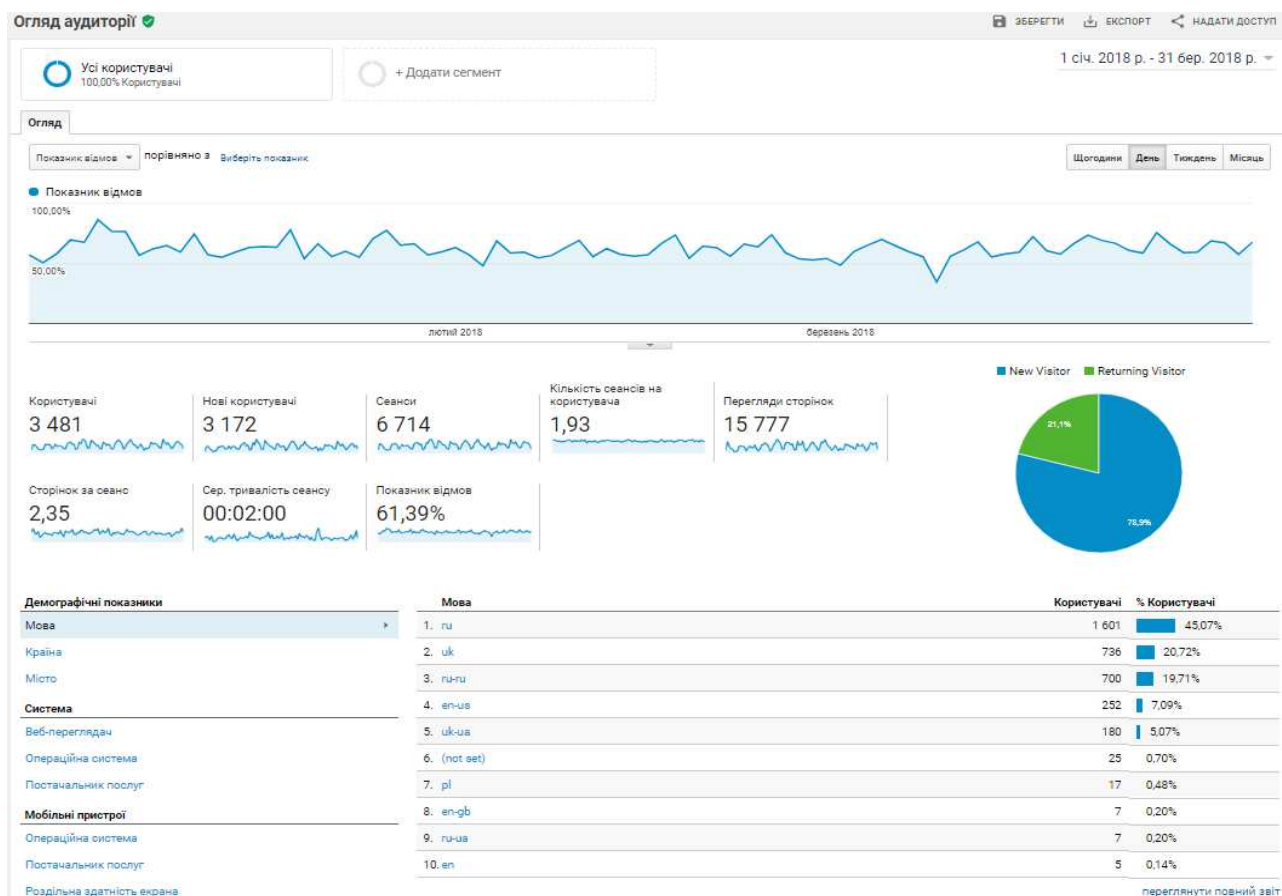 Огляд аудиторії
ЗБЕРЕГТИ ЕКСПОРТ НАДАТИ ДОСТУП
Усі користувачі
100,00% Користувачі
+ Додати сегмент
1 січ. 2018 р. - 31 бер. 2018 р.
Огляд
Показник відмов порівняно з Виберіть показник
Щогодини День Тиждень Місяць
Показник відмов
100,00%
50,00%
лютий 2018 березень 2018
New Visitor Returning Visitor
21,1%
78,9%
Користувачі
3 481
Нові користувачі
3 172
Сеанси
6 714
Кількість сеансів на
користувача
1,93
Перегляди сторінок
15 777
Сторінок за сеанс
2,35
Сер. тривалість сеансу
00:02:00
Показник відмов
61,39%
Демографічні показники
Мова
Країна
Місто
Система
Веб-переглядач
Операційна система
Постачальник послуг
Мобільні пристрої
Операційна система
Постачальник послуг
Роздільна здатність екрана
Мова Користувачі % Користувачі
1. ru 1 601 45,07%
2. uk 736 20,72%
3. ru-ru 700 19,71%
4. en-us 252 7,09%
5. uk-ua 180 5,07%
6. (not set) 25 0,70%
7. pl 17 0,48%
8. en-gb 7 0,20%
9. ru-ua 7 0,20%
10. en 5 0,14%
переглянути повний звіт